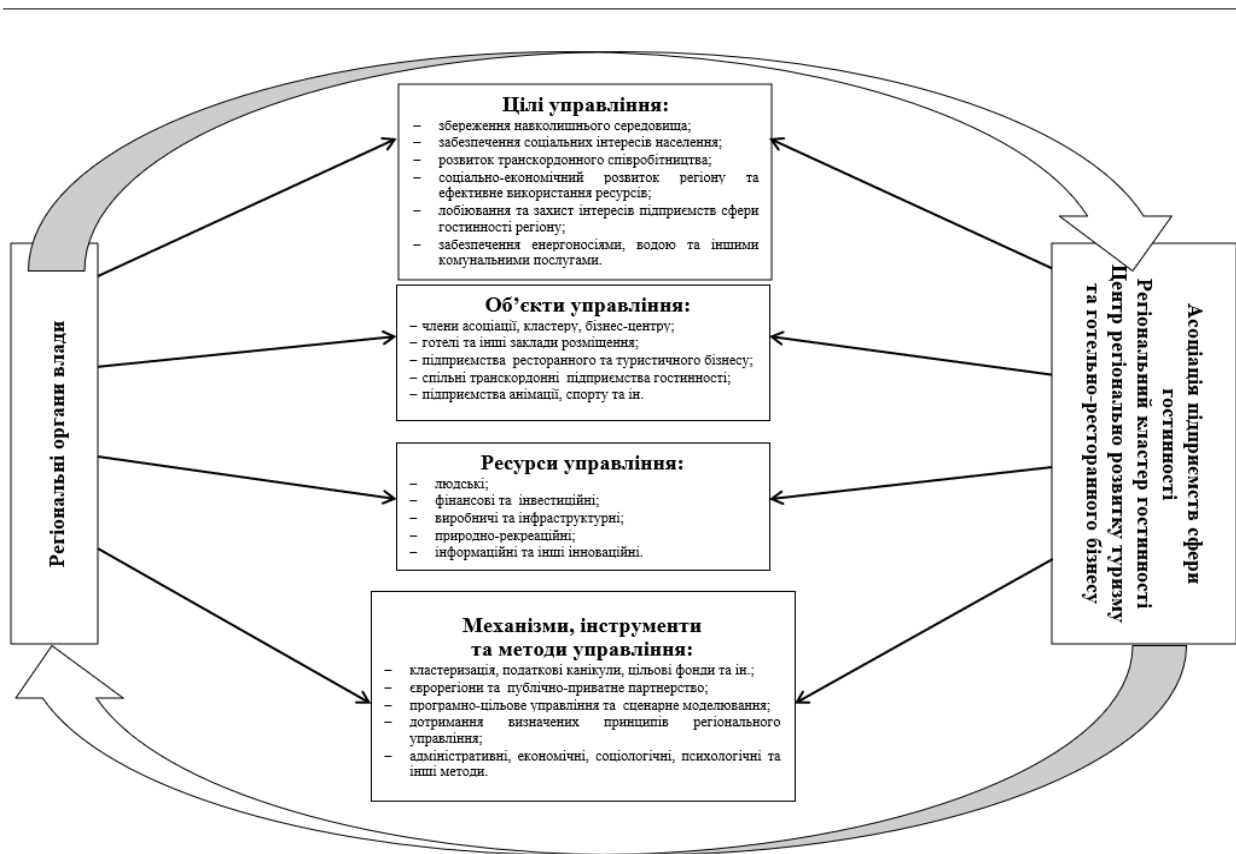 Цілі управління:
– збереження навколишнього середовища;
– забезпечення соціальних інтересів населення;
– розвиток транскордонного співробітництва;
– соціально-економічний розвиток регіону та
ефективне використання ресурсів;
– лобіювання та захист інтересів підприємств сфери
гостинності регіону;
– забезпечення енергоносіями, водою та іншими
комунальними послугами.
Регіональні органи влади
Об’єкти управління:
– члени асоціації, кластеру, бізнес-центру;
– готелі та інші заклади розміщення;
– підприємства ресторанного та туристичного бізнесу;
– спільні транскордонні підприємства гостинності;
– підприємства анімації, спорту та ін.
Ресурси управління:
– людські;
– фінансові та інвестиційні;
– виробничі та інфраструктурні;
– природно-рекреаційні;
– інформаційні та інші інноваційні.
Механізми, інструменти
та методи управління:
– кластеризація, податкові канікули, цільові фонди та ін.;
– єврорегіони та публічно-приватне партнерство;
– програмно-цільове управління та сценарне моделювання;
– дотримання визначених принципів регіонального
управління;
– адміністративні, економічні, соціологічні, психологічні та
інші методи.
Асоціація підприємств сфери
гостинності
Регіональний кластер гостинності
Центр регіонально розвитку туризму
та готельно-ресторанного бізнесу